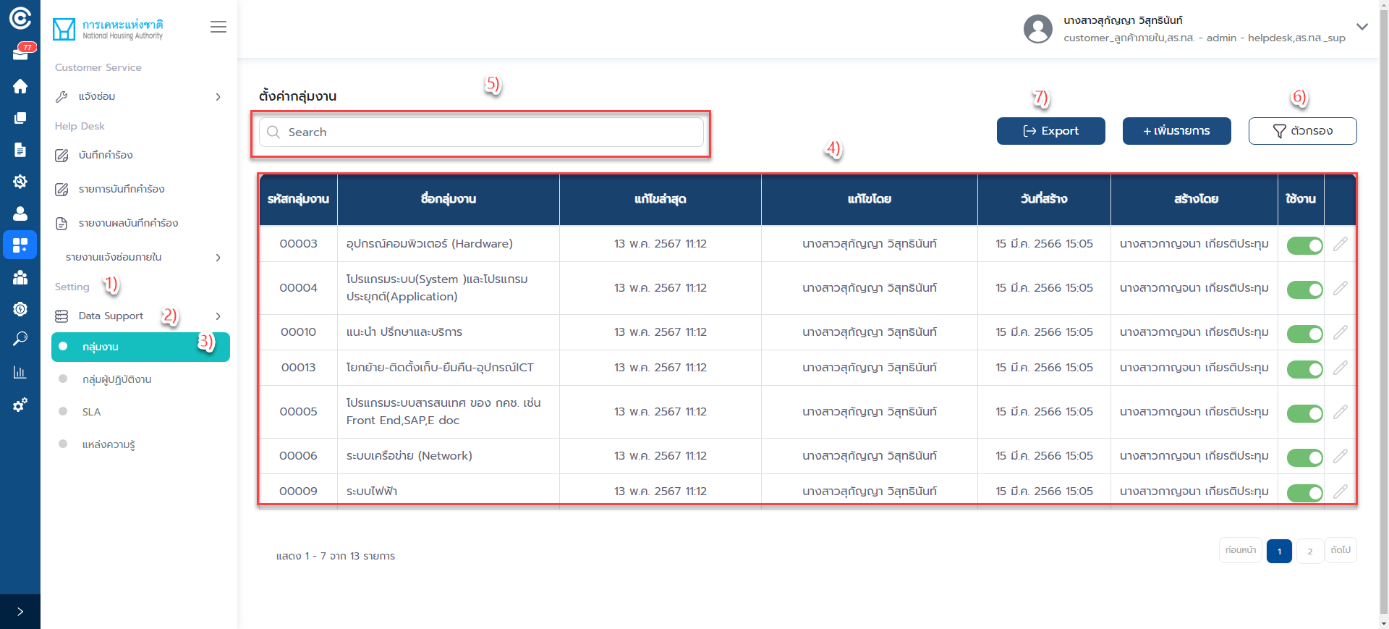 77
การเคหะแห่งชาติ
National Housing Authority
นางสาวสุกัญญา วิสุทธินันท์
customer_ลูกค้าภายใน,สร.ทส. - admin - helpdesk,สร.ทส._sup
Customer Service
แจ้งซ่อม
Help Desk
บันทึกคำร้อง
รายการบันทึกคำร้อง
รายงานผลบันทึกคำร้อง
รายงานแจ้งซ่อมภายใน
Setting 1)
Data Support 2)
กลุ่มงาน 3)
กลุ่มผู้ปฏิบัติงาน
SLA
แหล่งความรู้
ตั้งค่ากลุ่มงาน
5)
Search
7)
6)
Export
+ เพิ่มรายการ
ตัวกรอง
4)
รหัสกลุ่มงาน ชื่อกลุ่มงาน แก้ไขล่าสุด แก้ไขโดย วันที่สร้าง สร้างโดย ใช้งาน
00003 อุปกรณ์คอมพิวเตอร์ (Hardware) 13 พ.ค. 2567 11:12 นางสาวสุกัญญา วิสุทธินันท์ 15 มี.ค. 2566 15:05 นางสาวกาญจนา เกียรติประทุม
00004 โปรแกรมระบบ(System )และโปรแกรม
ประยุกต์(Application) 13 พ.ค. 2567 11:12 นางสาวสุกัญญา วิสุทธินันท์ 15 มี.ค. 2566 15:05 นางสาวกาญจนา เกียรติประทุม
00010 แนะนำ ปรึกษาและบริการ 13 พ.ค. 2567 11:12 นางสาวสุกัญญา วิสุทธินันท์ 15 มี.ค. 2566 15:05 นางสาวกาญจนา เกียรติประทุม
00013 โยกย้าย-ติดตั้งเก็บ-ยืมคืน-อุปกรณ์ICT 13 พ.ค. 2567 11:12 นางสาวสุกัญญา วิสุทธินันท์ 15 มี.ค. 2566 15:05 นางสาวกาญจนา เกียรติประทุม
00005 โปรแกรมระบบสารสนเทศ ของ กคช. เช่น
Front End,SAP,E doc 13 พ.ค. 2567 11:12 นางสาวสุกัญญา วิสุทธินันท์ 15 มี.ค. 2566 15:05 นางสาวกาญจนา เกียรติประทุม
00006 ระบบเครือข่าย (Network) 13 พ.ค. 2567 11:12 นางสาวสุกัญญา วิสุทธินันท์ 15 มี.ค. 2566 15:05 นางสาวกาญจนา เกียรติประทุม
00009 ระบบไฟฟ้า 13 พ.ค. 2567 11:12 นางสาวสุกัญญา วิสุทธินันท์ 15 มี.ค. 2566 15:05 นางสาวกาญจนา เกียรติประทุม
แสดง 1 - 7 จาก 13 รายการ
ก่อนหน้า 1 2 ถัดไป